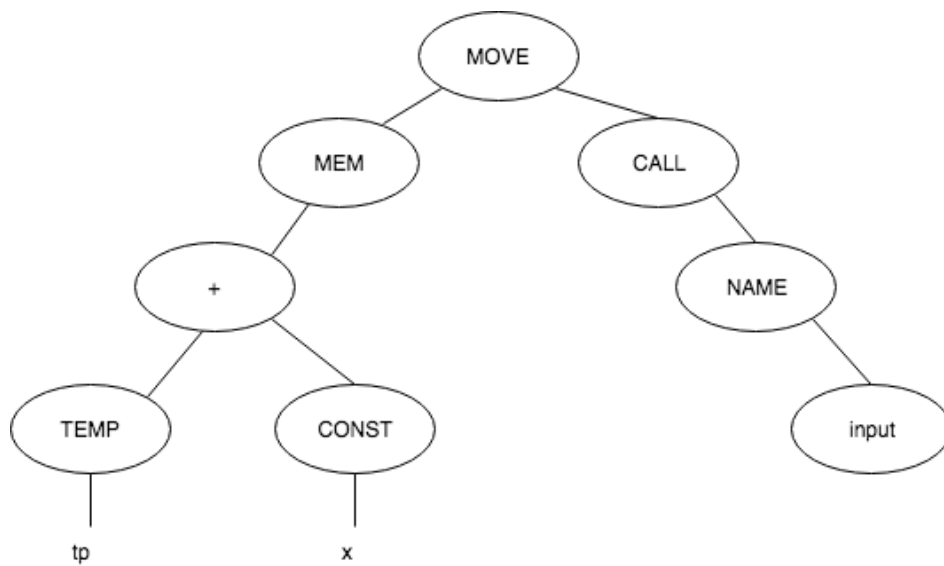 MOVE
MEM
CALL
+
NAME
TEMP
CONST
input
tp
x